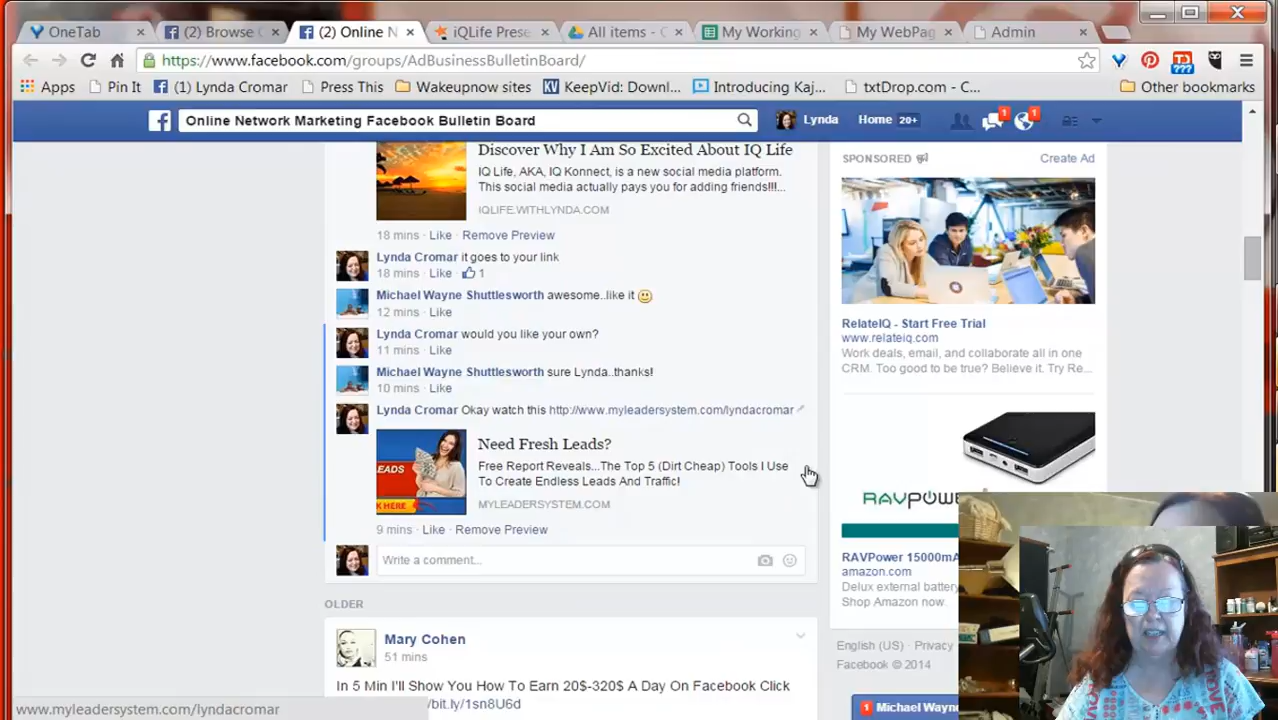 OneTab
(2) Browse
(2) Online N
iQLife Prese
All items - G
My Working
My WebPag
Admin
https://www.facebook.com/groups/AdBusinessBulletinBoard/
Apps
Pin It
(1) Lynda Cromar
Press This
Wakeupnow sites
KeepVid: Downl...
Introducing Kaj...
txtDrop.com - C...
Other bookmarks
Online Network Marketing Facebook Bulletin Board
Lynda
Home 20+
1
1
Discover Why I Am So Excited About IQ Life
IQ Life, AKA, IQ Konnect, is a new social media platform.
This social media actually pays you for adding friends!!!...
IQLIFE.WITHLYNDA.COM
18 mins · Like · Remove Preview
Lynda Cromar it goes to your link
18 mins · Like · 1
Michael Wayne Shuttlesworth awesome..like it
12 mins · Like
Lynda Cromar would you like your own?
11 mins · Like
Michael Wayne Shuttlesworth sure Lynda..thanks!
10 mins · Like
Lynda Cromar Okay watch this http://www.myleadersystem.com/lyndacromar
Need Fresh Leads?
Free Report Reveals...The Top 5 (Dirt Cheap) Tools I Use
To Create Endless Leads And Traffic!
MYLEADERSYSTEM.COM
EADS
K HERE
9 mins · Like · Remove Preview
Write a comment...
OLDER
Mary Cohen
51 mins
In 5 Min I'll Show You How To Earn 20$-320$ A Day On Facebook Click
/bit.ly/1sn8U6d
www.myleadersystem.com/lyndacromar
SPONSORED
Create Ad
RelateIQ - Start Free Trial
www.relateiq.com
Work deals, email, and collaborate all in one
CRM. Too good to be true? Believe it. Try Re...
RAVPOWE
RAVPower 15000mA
amazon.com
Delux external batter
Shop Amazon now.
English (US) · Privacy
Facebook © 2014
1 Michael Wayn